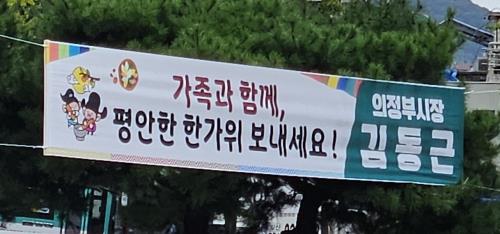 가족과 함께,
평안한 한가위 보내세요!
의정부시장
김동근